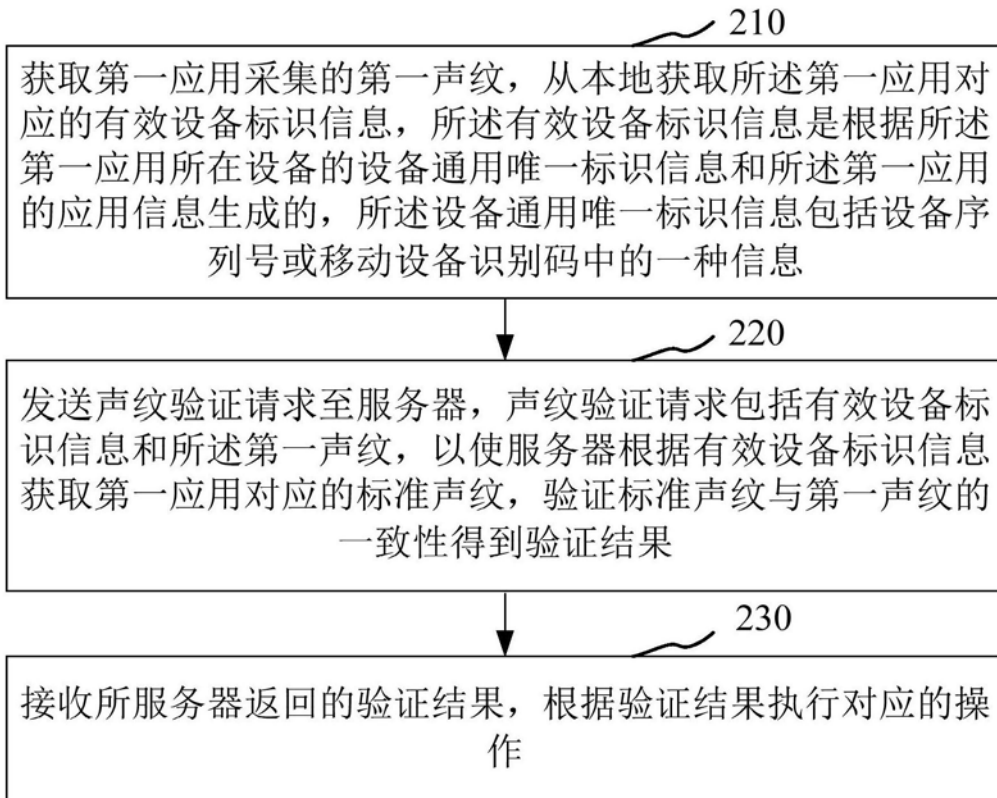 210
获取第一应用采集的第一声纹，从本地获取所述第一应用对
应的有效设备标识信息，所述有效设备标识信息是根据所述
第一应用所在设备的设备通用唯一标识信息和所述第一应用
的应用信息生成的，所述设备通用唯一标识信息包括设备序
列号或移动设备识别码中的一种信息
220
发送声纹验证请求至服务器，声纹验证请求包括有效设备标
识信息和所述第一声纹，以使服务器根据有效设备标识信息
获取第一应用对应的标准声纹，验证标准声纹与第一声纹的
一致性得到验证结果
230
接收所服务器返回的验证结果，根据验证结果执行对应的操
作